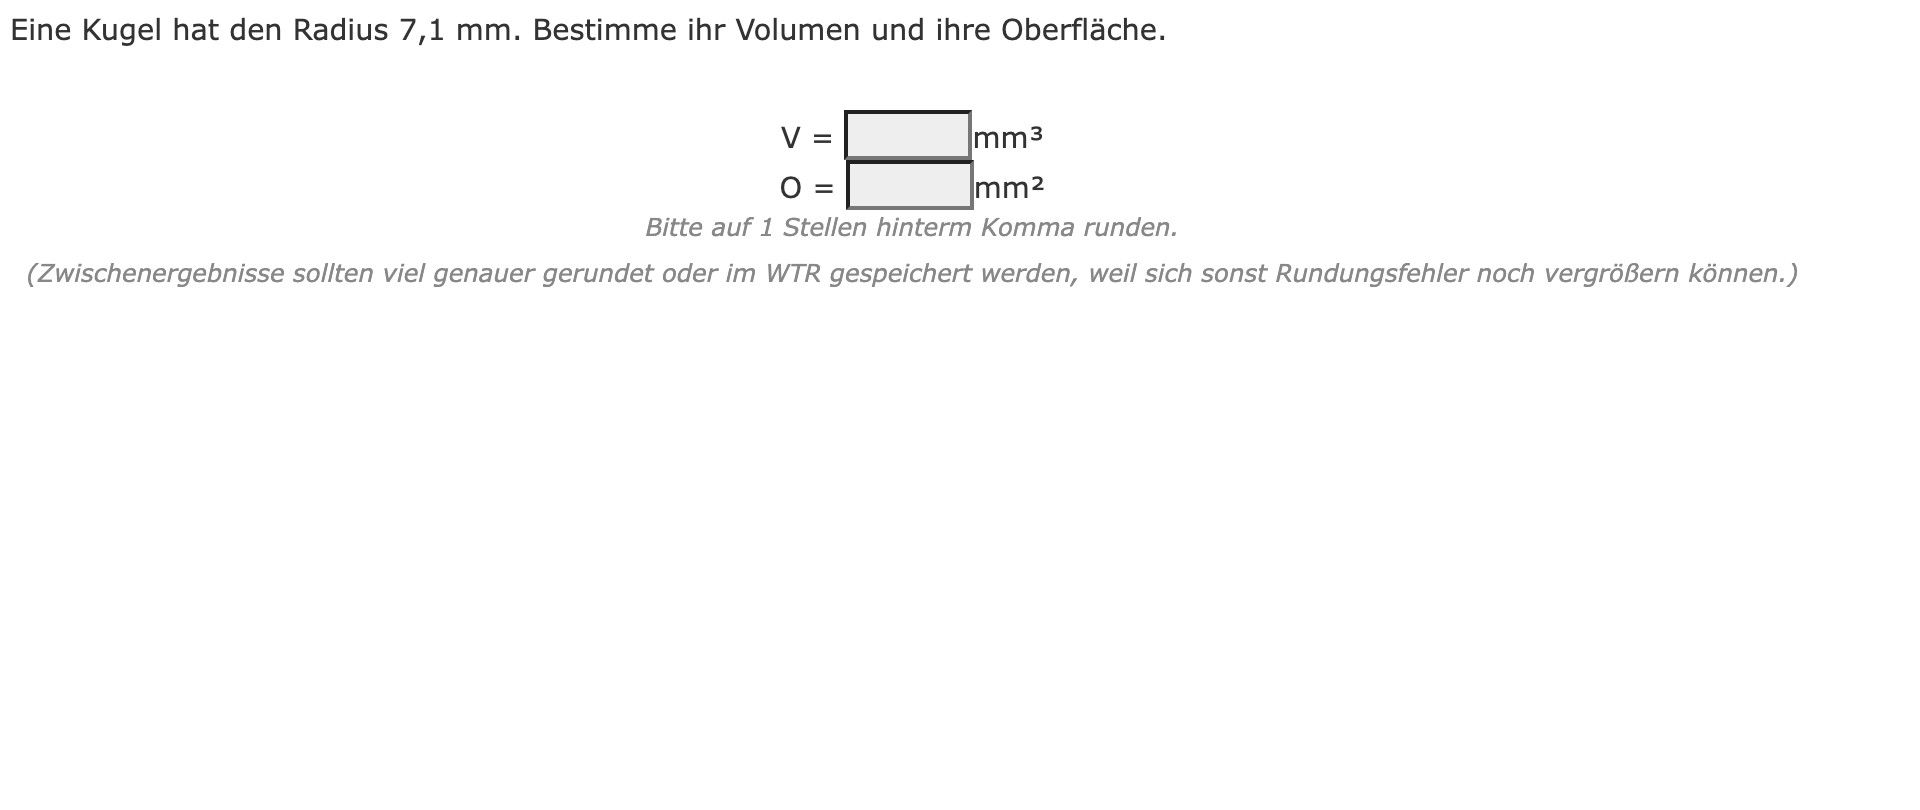 Eine Kugel hat den Radius 7,1 mm. Bestimme ihr Volumen und ihre Oberfläche.
V = mm³
O = mm²
Bitte auf 1 Stellen hinterm Komma runden.
(Zwischenergebnisse sollten viel genauer gerundet oder im WTR gespeichert werden, weil sich sonst Rundungsfehler noch vergrößern können.)